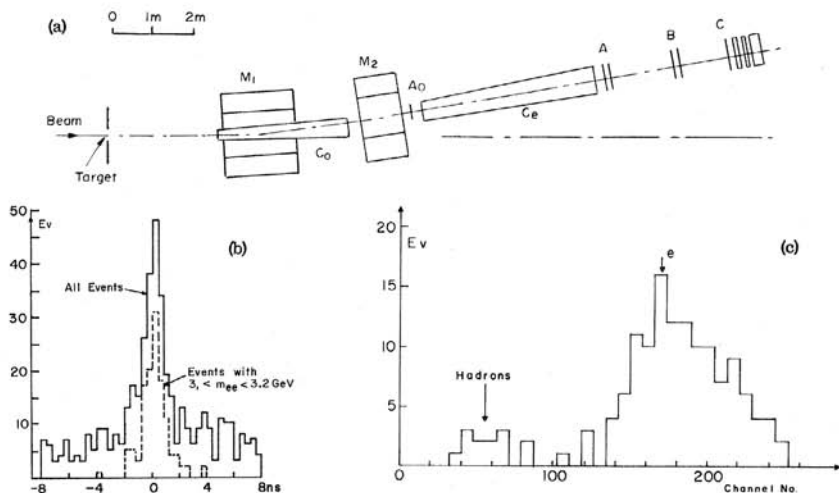 (a)
0 1m 2m
M1
M2
A0
A
B
C
Beam
Target
C0
Ce
50
Ev
40
30
20
10
(b)
All Events
Events with
3, < mee < 3.2 GeV
-8 -4 0 4 8ns
20
Ev
(c)
e
15
10
Hadrons
5
0
0 100 200
Channel No.